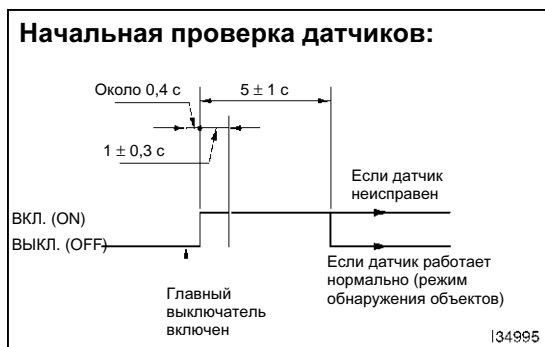 Начальная проверка датчиков:
Около 0,4 с
5 ± 1 с
1 ± 0,3 с
Если датчик
неисправен
ВКЛ. (ON)
ВЫКЛ. (OFF)
Если датчик работает
нормально (режим
обнаружения объектов)
Главный
выключатель
включен
I34995